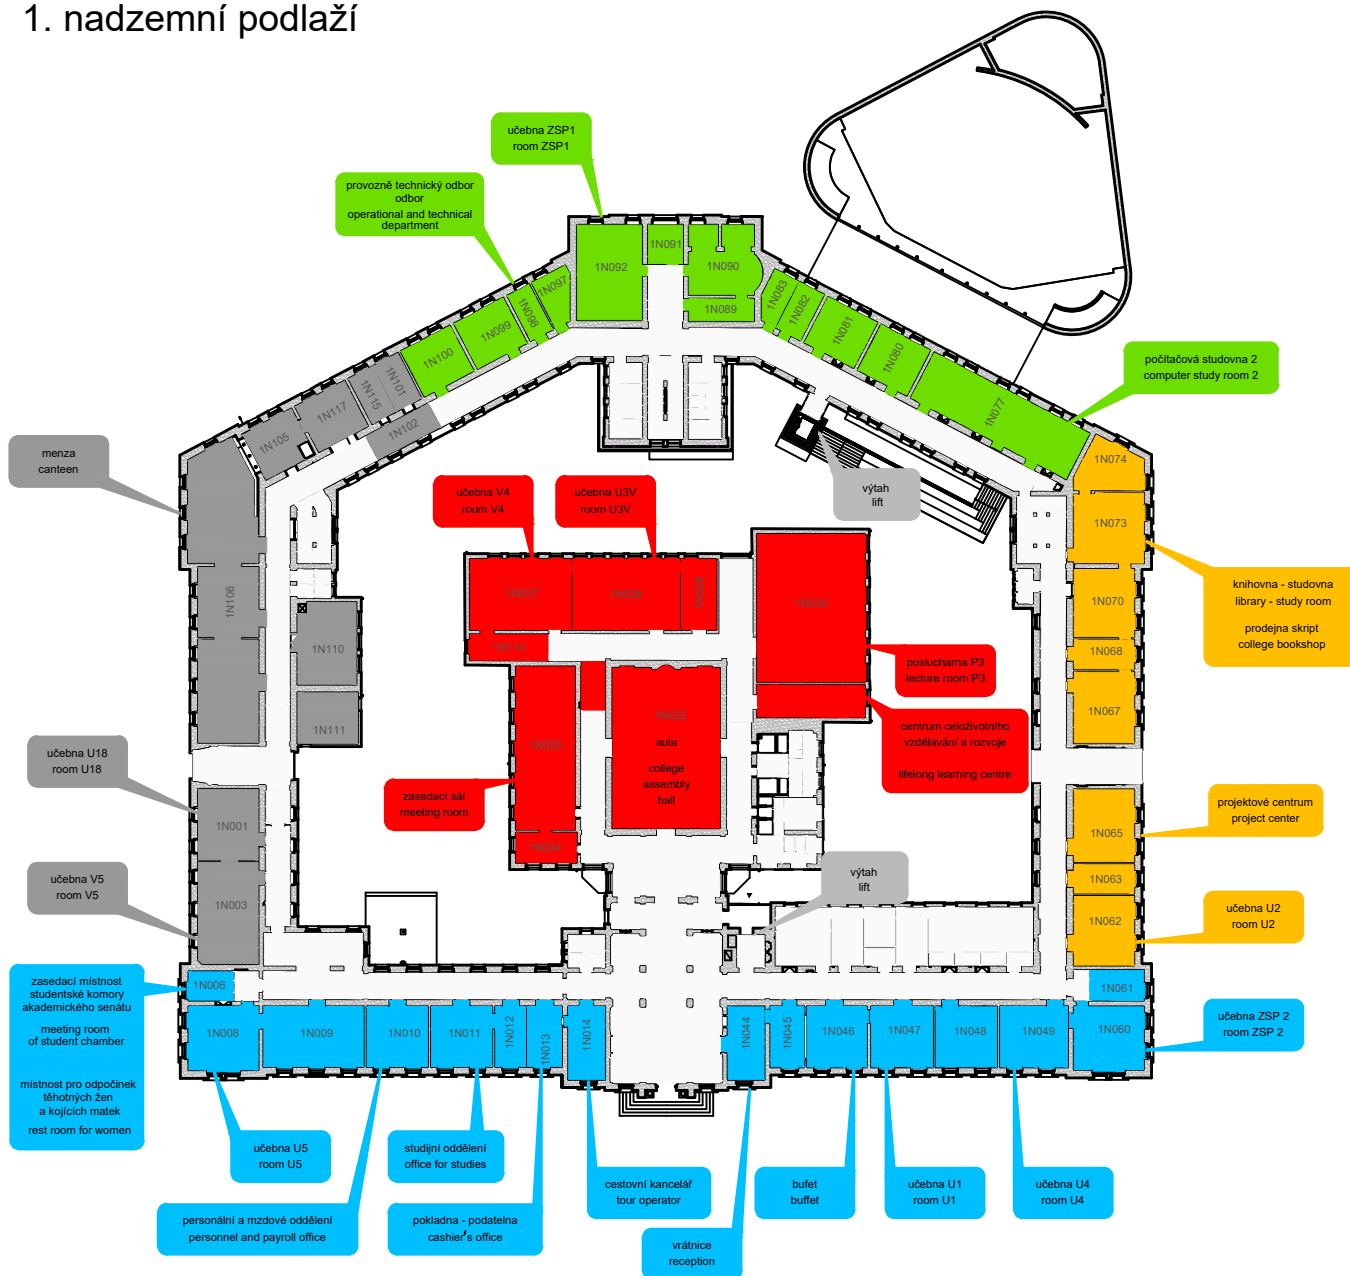 1. nadzemní podlaží
učebna ZSP1
room ZSP1
provozně technický odbor
odbor
operational and technical
department
1N092
1N091
1N090
1N089
1N097
1N098
1N099
1N100
1N101
1N115
1N117
1N105
1N102
1N083
1N082
1N081
1N080
1N077
počítačová studovna 2
computer study room 2
menza
canteen
výtah
lift
1N074
1N073
1N070
1N068
1N067
knihovna - studovna
library - study room
prodejna skript
college bookshop
učebna V4
room V4
učebna U3V
room U3V
1N106
1N110
1N111
posluchárna P3
lecture room P3
centrum celoživotního
vzdělávání a rozvoje
lifelong learning centre
1N022
aula
college
assembly
hall
1N025
1N024
zasedací sál
meeting room
učebna U18
room U18
1N001
1N003
učebna V5
room V5
výtah
lift
1N065
1N063
1N062
projektové centrum
project center
učebna U2
room U2
zasedací místnost
studentské komory
akademického senátu
meeting room
of student chamber
místnost pro odpočinek
těhotných žen
a kojících matek
rest room for women
1N006
1N008
1N009
1N010
1N011
1N012
1N013
1N014
1N044
1N045
1N046
1N047
1N048
1N049
1N060
1N061
učebna ZSP 2
room ZSP 2
učebna U5
room U5
studijní oddělení
office for studies
cestovní kancelář
tour operator
bufet
buffet
učebna U1
room U1
učebna U4
room U4
personální a mzdové oddělení
personnel and payroll office
pokladna - podatelna
cashier's office
vrátnice
reception